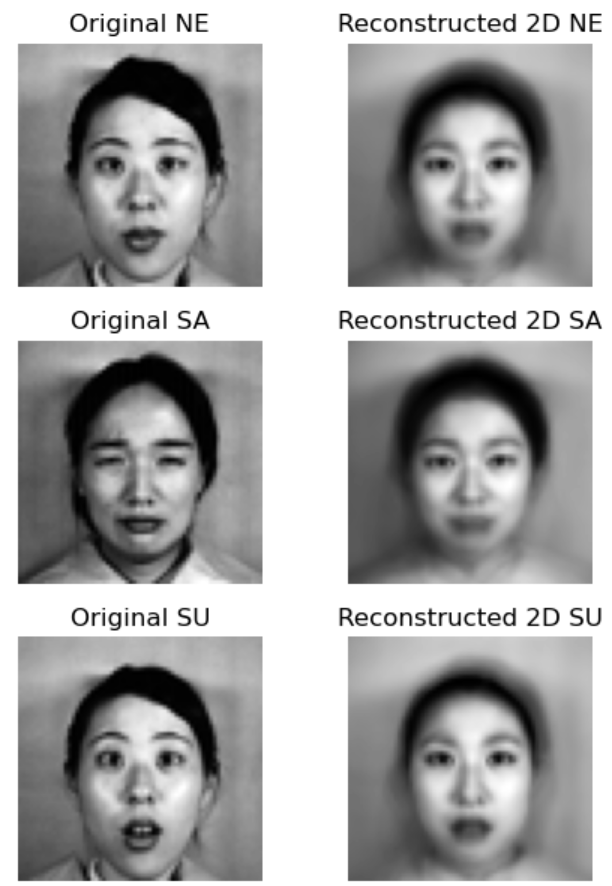 Original NE
Reconstructed 2D NE
Original SA
Reconstructed 2D SA
Original SU
Reconstructed 2D SU